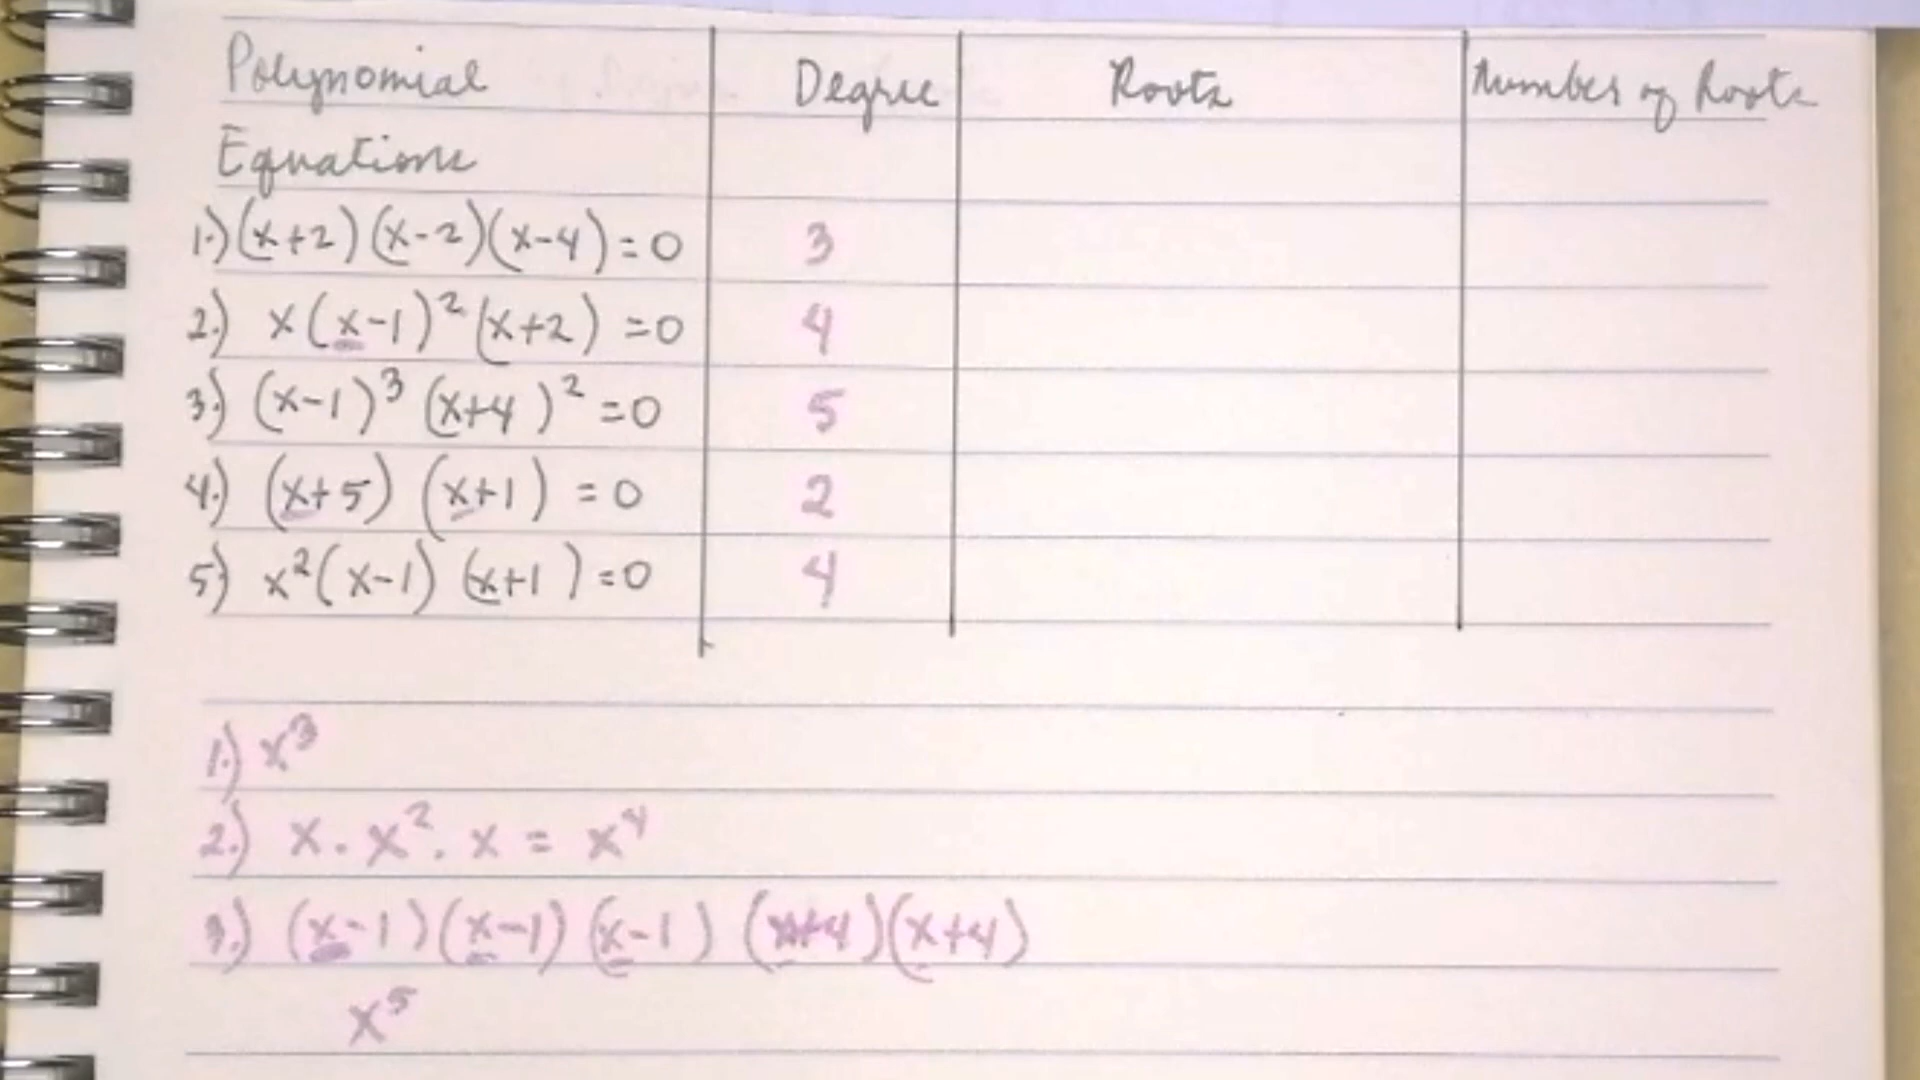 Polynomial Degree Roots Number of Roots
Equations
1.) (x+2)(x-2)(x-4)=0 3
2.) x(x-1)²(x+2)=0 4
3.) (x-1)³(x+4)²=0 5
4.) (x+5)(x+1)=0 2
5) x²(x-1)(x+1)=0 4
1.) x³
2.) x · x² · x = x⁴
3.) (x-1)(x-1)(x-1)(x+4)(x+4)
x⁵